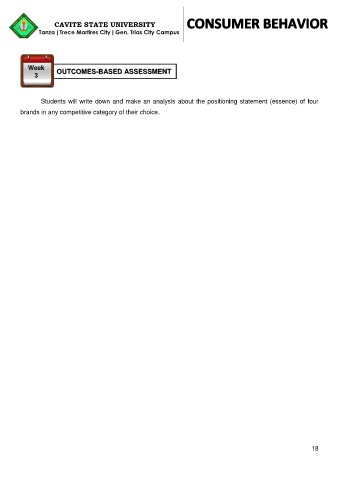 CAVITE STATE UNIVERSITY
Tanza | Trece Martires City | Gen. Trias City Campus
CONSUMER BEHAVIOR
Week
3
OUTCOMES-BASED ASSESSMENT
Students will write down and make an analysis about the positioning statement (essence) of four
brands in any competitive category of their choice.
18